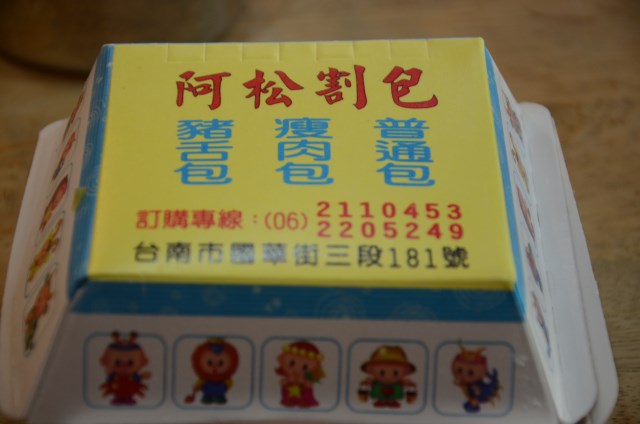 阿松割包
普通包
瘦肉包
豬舌包
訂購專線：(06) 2110453
2205249
台南市國華街三段181號